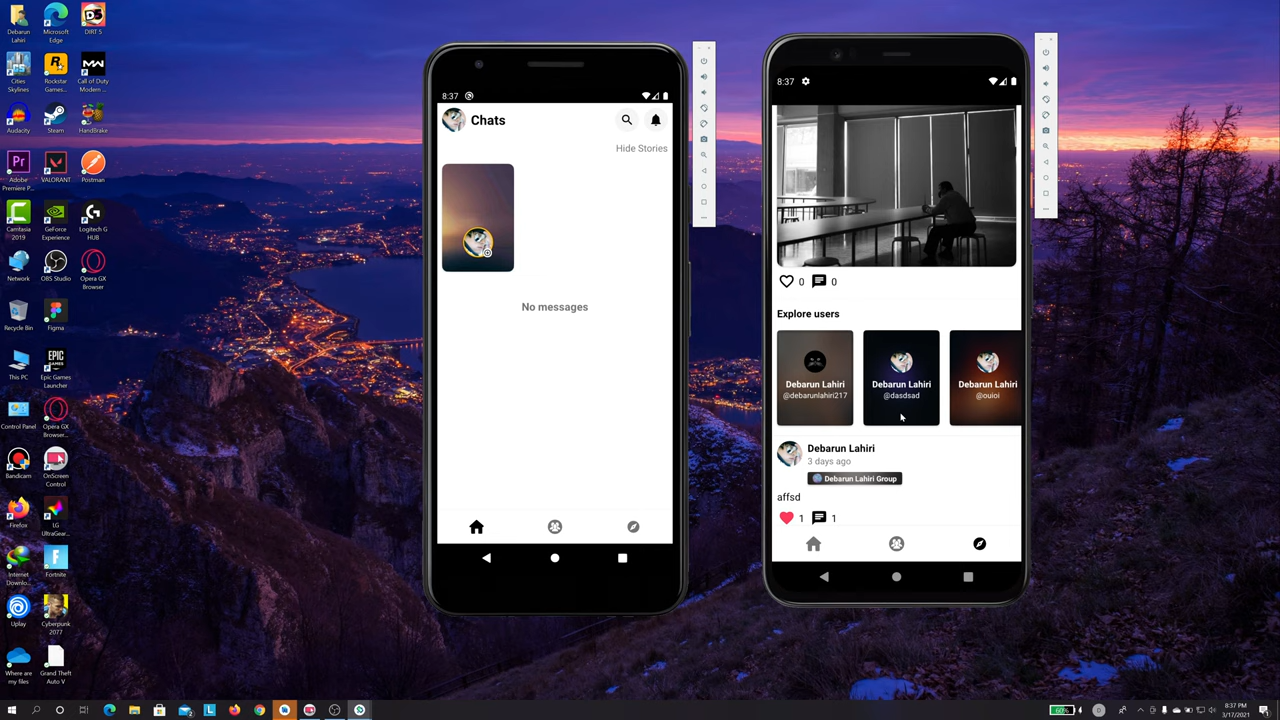 Debarun
Lahiri
Microsoft
Edge
DIRT 5
Cities
Skylines
Rockstar
Games...
Call of Duty
Modern ...
Audacity
Steam
HandBrake
Adobe
Premiere P...
VALORANT
Postman
Camtasia
2019
GeForce
Experience
Logitech G
HUB
Network
OBS Studio
Opera GX
Browser
Recycle Bin
Figma
This PC
Epic Games
Launcher
Control Panel
Opera GX
Browser...
Bandicam
OnScreen
Control
Firefox
LG
UltraGear...
Internet
Downlo...
Fortnite
Uplay
Cyberpunk
2077
Where are
my files
Grand Theft
Auto V
8:37
Chats
Hide Stories
No messages
8:37
0 0
Explore users
Debarun Lahiri
@debarunlahiri217
Debarun Lahiri
@dasdsad
Debarun Lahiri
@ouioi
Debarun Lahiri
3 days ago
Debarun Lahiri Group
affsd
1 1
60%
8:37 PM
3/17/2021